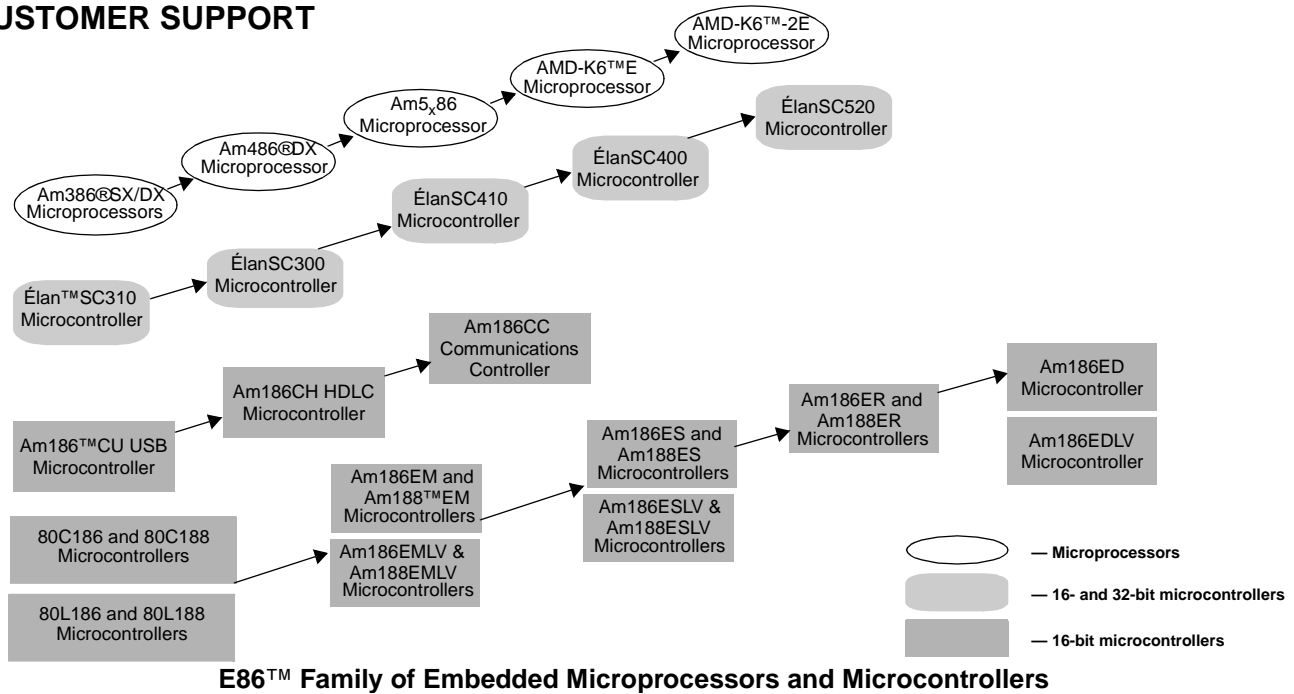 USTOMER SUPPORT
AMD-K6™-2E
Microprocessor
AMD-K6™E
Microprocessor
Am5x86
Microprocessor
Am486®DX
Microprocessor
Am386®SX/DX
Microprocessors
ÉlanSC520
Microcontroller
ÉlanSC400
Microcontroller
ÉlanSC410
Microcontroller
ÉlanSC300
Microcontroller
Élan™SC310
Microcontroller
Am186CC
Communications
Controller
Am186CH HDLC
Microcontroller
Am186™CU USB
Microcontroller
Am186ED
Microcontroller
Am186EDLV
Microcontroller
Am186ER and
Am188ER
Microcontrollers
Am186ES and
Am188ES
Microcontrollers
Am186ESLV &
Am188ESLV
Microcontrollers
Am186EM and
Am188™EM
Microcontrollers
Am186EMLV &
Am188EMLV
Microcontrollers
80C186 and 80C188
Microcontrollers
80L186 and 80L188
Microcontrollers
— Microprocessors
— 16- and 32-bit microcontrollers
— 16-bit microcontrollers
E86™ Family of Embedded Microprocessors and Microcontrollers